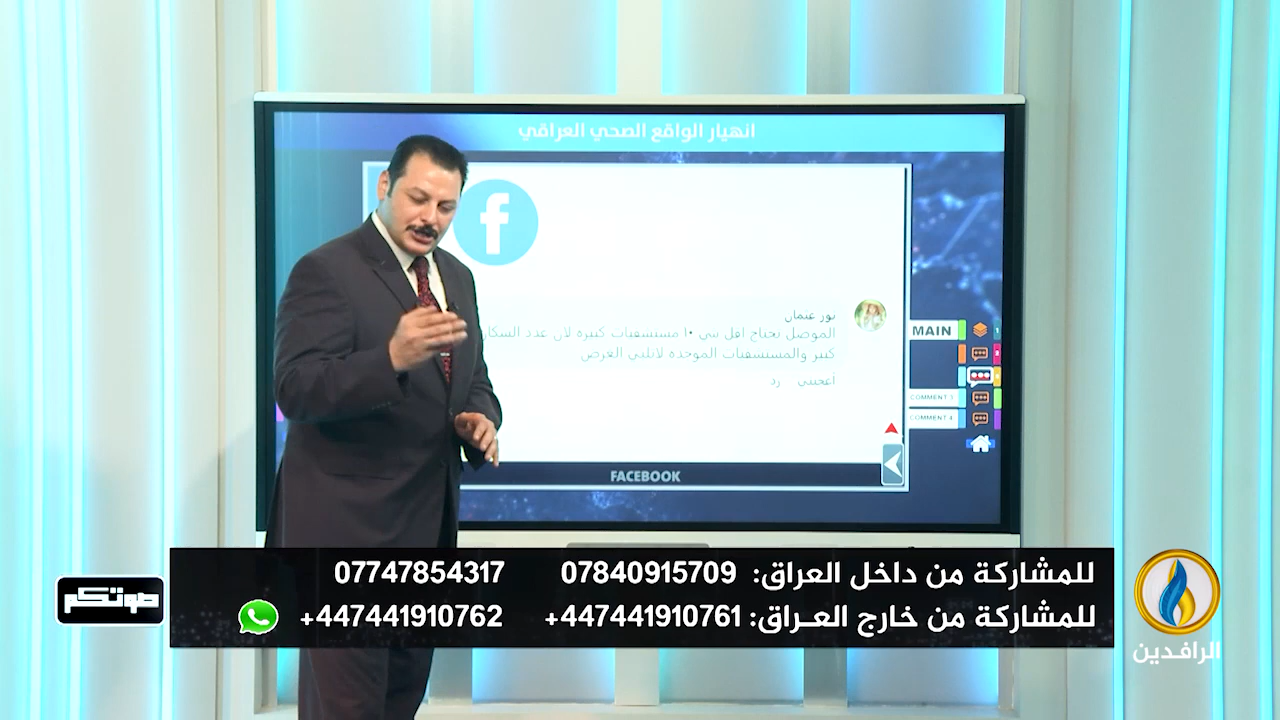 انهيار الواقع الصحي العراقي
نور عثمان
الموصل تحتاج اقل شي ١٠ مستشفيات كبيرة لان عدد السكان
كبير والمستشفيات الموجودة لاتلبي الغرض
أعجبني رد
FACEBOOK
MAIN
COMMENT 3
COMMENT 4
للمشاركة من داخل العراق: 07840915709 07747854317
للمشاركة من خارج العـراق: 447441910761+ 447441910762+
صوتكم
الرافدين